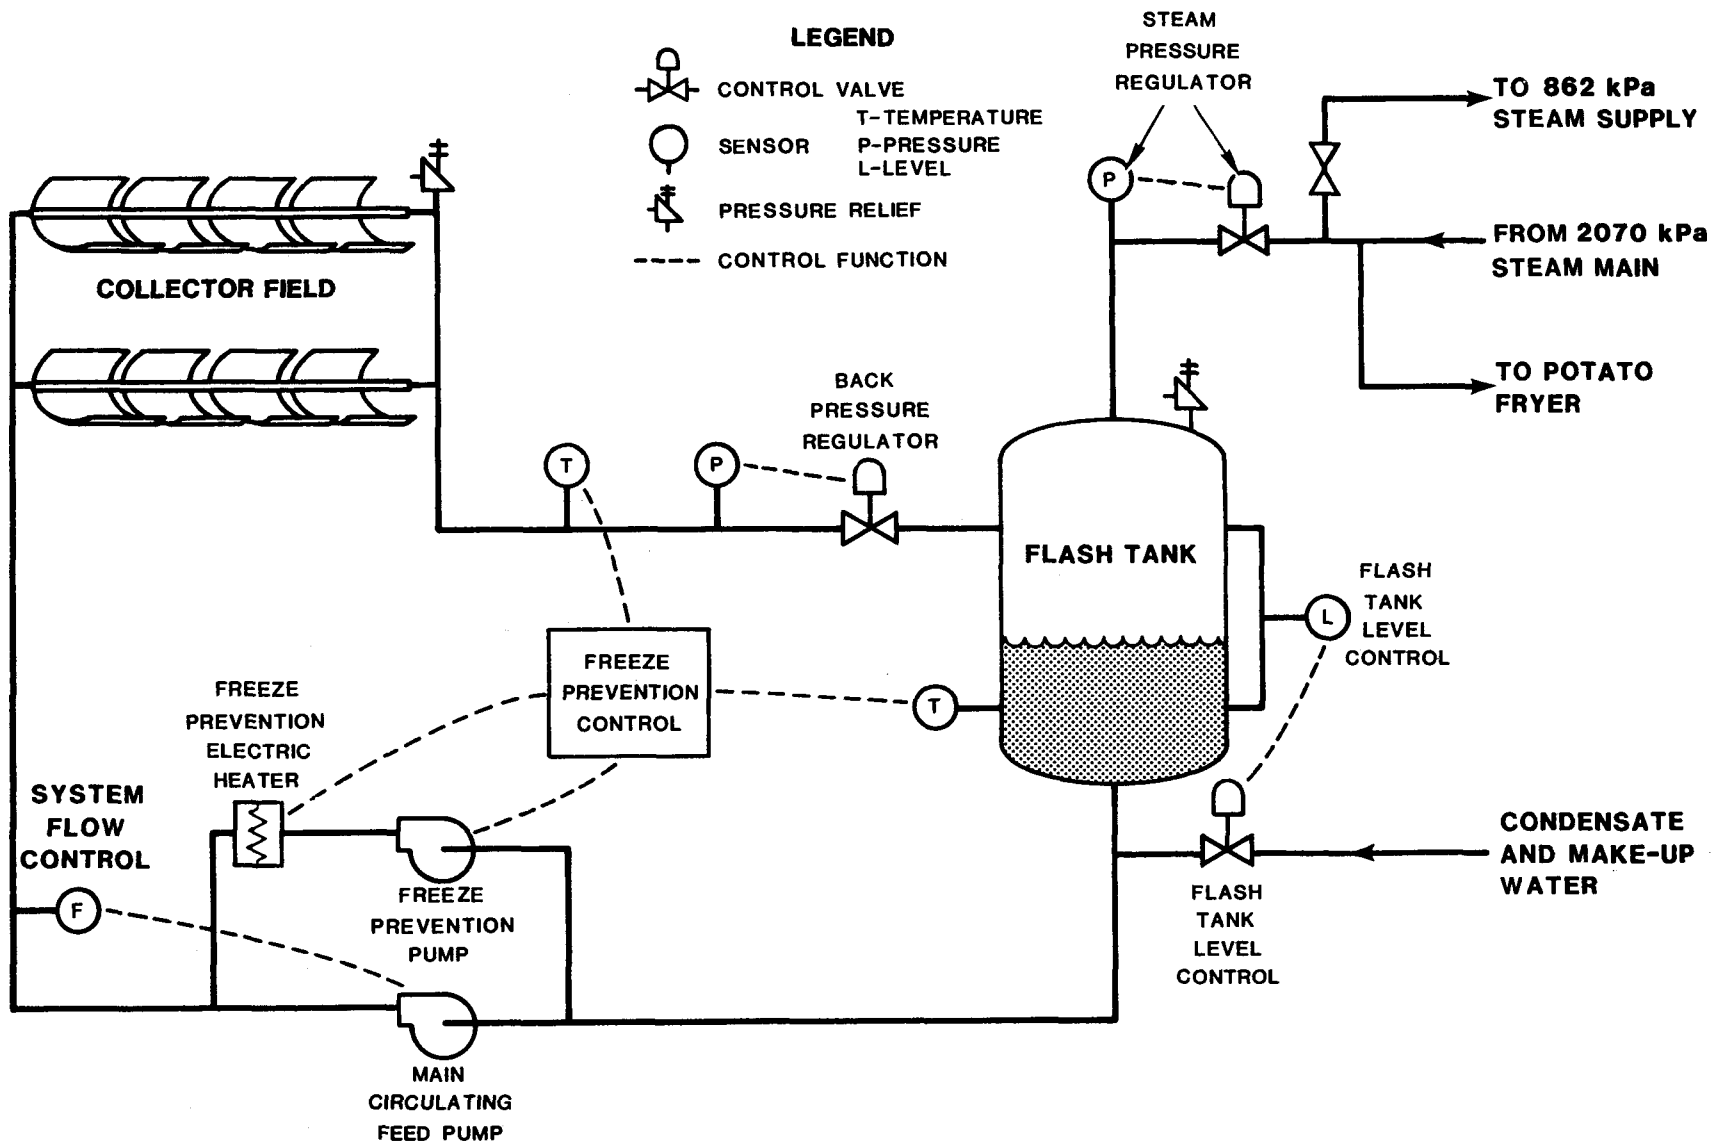 LEGEND
CONTROL VALVE
T-TEMPERATURE
SENSOR P-PRESSURE
L-LEVEL
PRESSURE RELIEF
CONTROL FUNCTION
STEAM
PRESSURE
REGULATOR
TO 862 kPa
STEAM SUPPLY
P
FROM 2070 kPa
STEAM MAIN
TO POTATO
FRYER
COLLECTOR FIELD
BACK
PRESSURE
REGULATOR
T
P
FLASH TANK
FLASH
TANK
LEVEL
CONTROL
L
FREEZE
PREVENTION
CONTROL
T
FREEZE
PREVENTION
ELECTRIC
HEATER
SYSTEM
FLOW
CONTROL
F
FREEZE
PREVENTION
PUMP
CONDENSATE
AND MAKE-UP
WATER
FLASH
TANK
LEVEL
CONTROL
MAIN
CIRCULATING
FEED PUMP